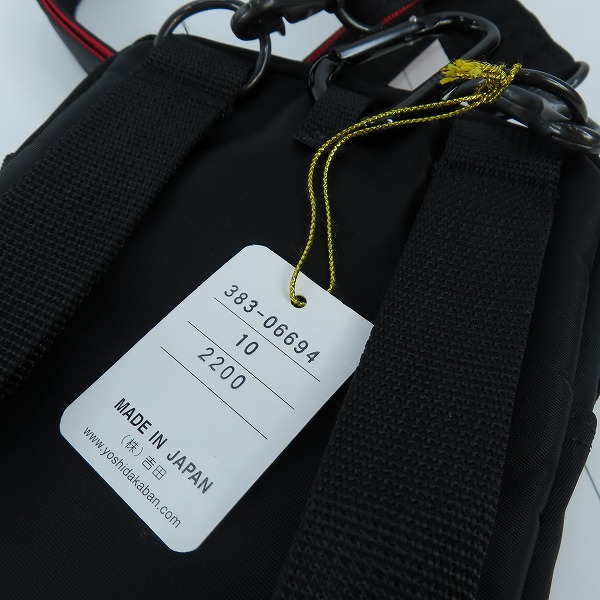 383-06694
10
2200
MADE IN JAPAN
(株)吉田
www.yoshidakaban.com